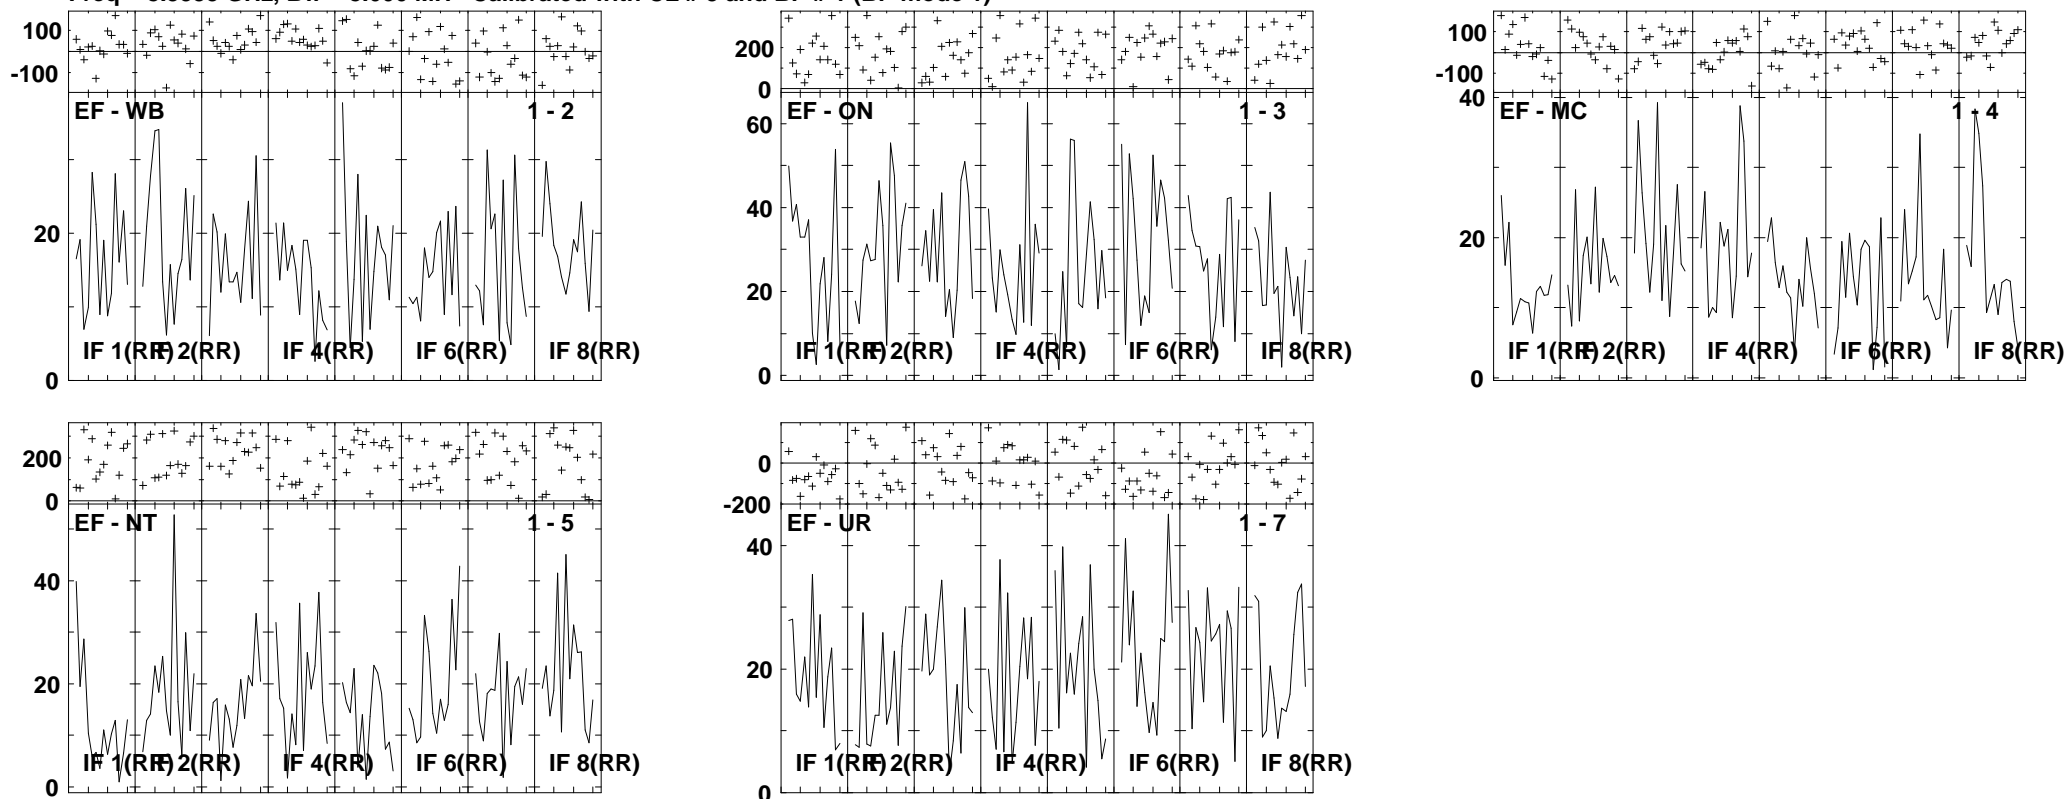 100
-100
EF - WB
1 - 2
20
0
IF 1(RR)
IF 2(RR)
IF 4(RR)
IF 6(RR)
IF 8(RR)
200
0
EF - ON
1 - 3
60
40
20
0
IF 1(RR)
IF 2(RR)
IF 4(RR)
IF 6(RR)
IF 8(RR)
100
-100
EF - MC
1 - 4
40
20
0
IF 1(RR)
IF 2(RR)
IF 4(RR)
IF 6(RR)
IF 8(RR)
200
0
EF - NT
1 - 5
40
20
0
IF 1(RR)
IF 2(RR)
IF 4(RR)
IF 6(RR)
IF 8(RR)
0
-200
EF - UR
1 - 7
40
20
0
IF 1(RR)
IF 2(RR)
IF 4(RR)
IF 6(RR)
IF 8(RR)